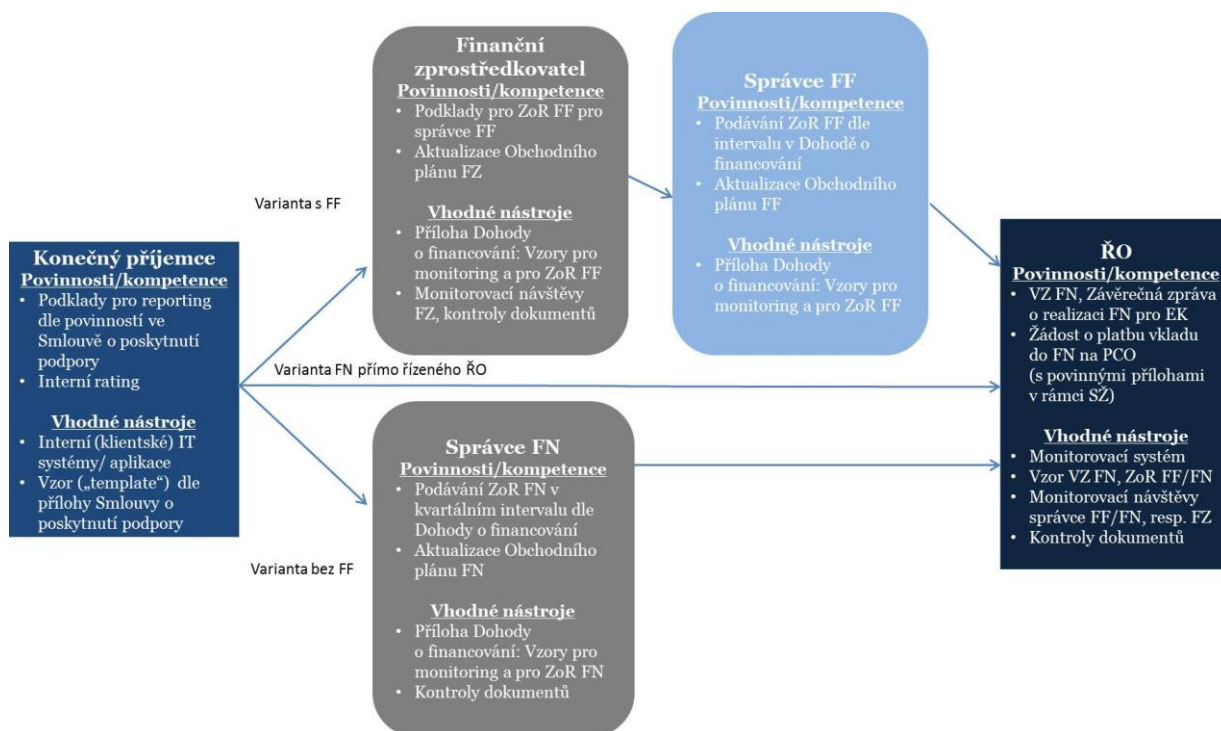 Finanční
zprostředkovatel
Povinnosti/kompetence
• Podklady pro ZoR FF pro
správce FF
• Aktualizace Obchodního
plánu FZ
Vhodné nástroje
• Příloha Dohody
o financování: Vzory pro
monitoring a pro ZoR FF
• Monitorovací návštěvy
FZ, kontroly dokumentů
Správce FF
Povinnosti/kompetence
• Podávání ZoR FF dle
intervalu v Dohodě o
financování
• Aktualizace Obchodního
plánu FF
Vhodné nástroje
• Příloha Dohody
o financování: Vzory pro
monitoring a pro ZoR FF
Varianta s FF
Konečný příjemce
Povinnosti/kompetence
• Podklady pro reporting
dle povinností ve
Smlouvě o poskytnutí
podpory
• Interní rating
Vhodné nástroje
• Interní (klientské) IT
systémy/ aplikace
• Vzor („template“) dle
přílohy Smlouvy o
poskytnutí podpory
Varianta FN přímo řízeného ŘO
ŘO
Povinnosti/kompetence
• VZ FN, Závěrečná zpráva
o realizaci FN pro EK
• Žádost o platbu vkladu
do FN na PCO
(s povinnými přílohami
v rámci SŽ)
Vhodné nástroje
• Monitorovací systém
• Vzor VZ FN, ZoR FF/FN
• Monitorovací návštěvy
správce FF/FN, resp. FZ
• Kontroly dokumentů
Varianta bez FF
Správce FN
Povinnosti/kompetence
• Podávání ZoR FN v
kvartálním intervalu dle
Dohody o financování
• Aktualizace Obchodního
plánu FN
Vhodné nástroje
• Příloha Dohody
o financování: Vzory pro
monitoring a pro ZoR FN
• Kontroly dokumentů